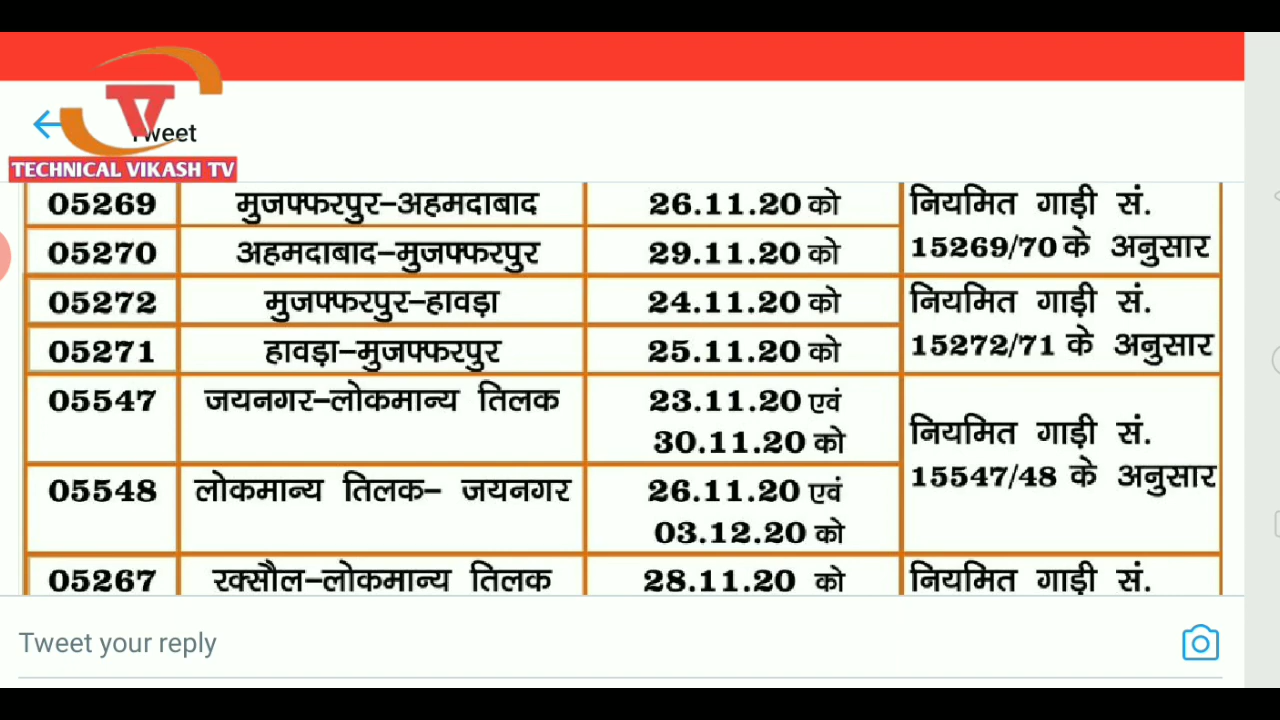 Tweet
TECHNICAL VIKASH TV
05269 मुजफ्फरपुर–अहमदाबाद 26.11.20 को नियमित गाड़ी सं.
05270 अहमदाबाद–मुजफ्फरपुर 29.11.20 को 15269/70 के अनुसार
05272 मुजफ्फरपुर–हावड़ा 24.11.20 को नियमित गाड़ी सं.
05271 हावड़ा–मुजफ्फरपुर 25.11.20 को 15272/71 के अनुसार
05547 जयनगर–लोकमान्य तिलक 23.11.20 एवं
30.11.20 को नियमित गाड़ी सं.
05548 लोकमान्य तिलक– जयनगर 26.11.20 एवं 15547/48 के अनुसार
03.12.20 को
05267 रक्सौल–लोकमान्य तिलक 28.11.20 को नियमित गाड़ी सं.
Tweet your reply